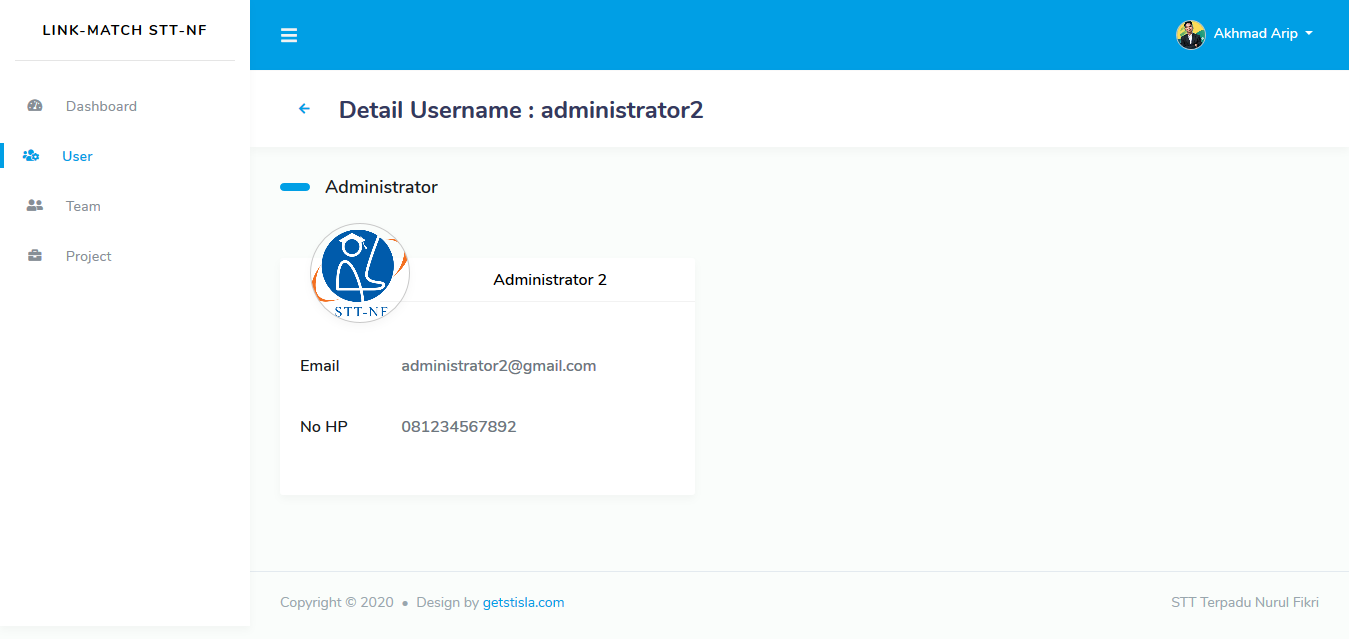 LINK-MATCH STT-NF
Akhmad Arip
Dashboard
User
Team
Project
Detail Username : administrator2
Administrator
STT-NF
Administrator 2
Email administrator2@gmail.com
No HP 081234567892
Copyright © 2020 • Design by getstisla.com
STT Terpadu Nurul Fikri